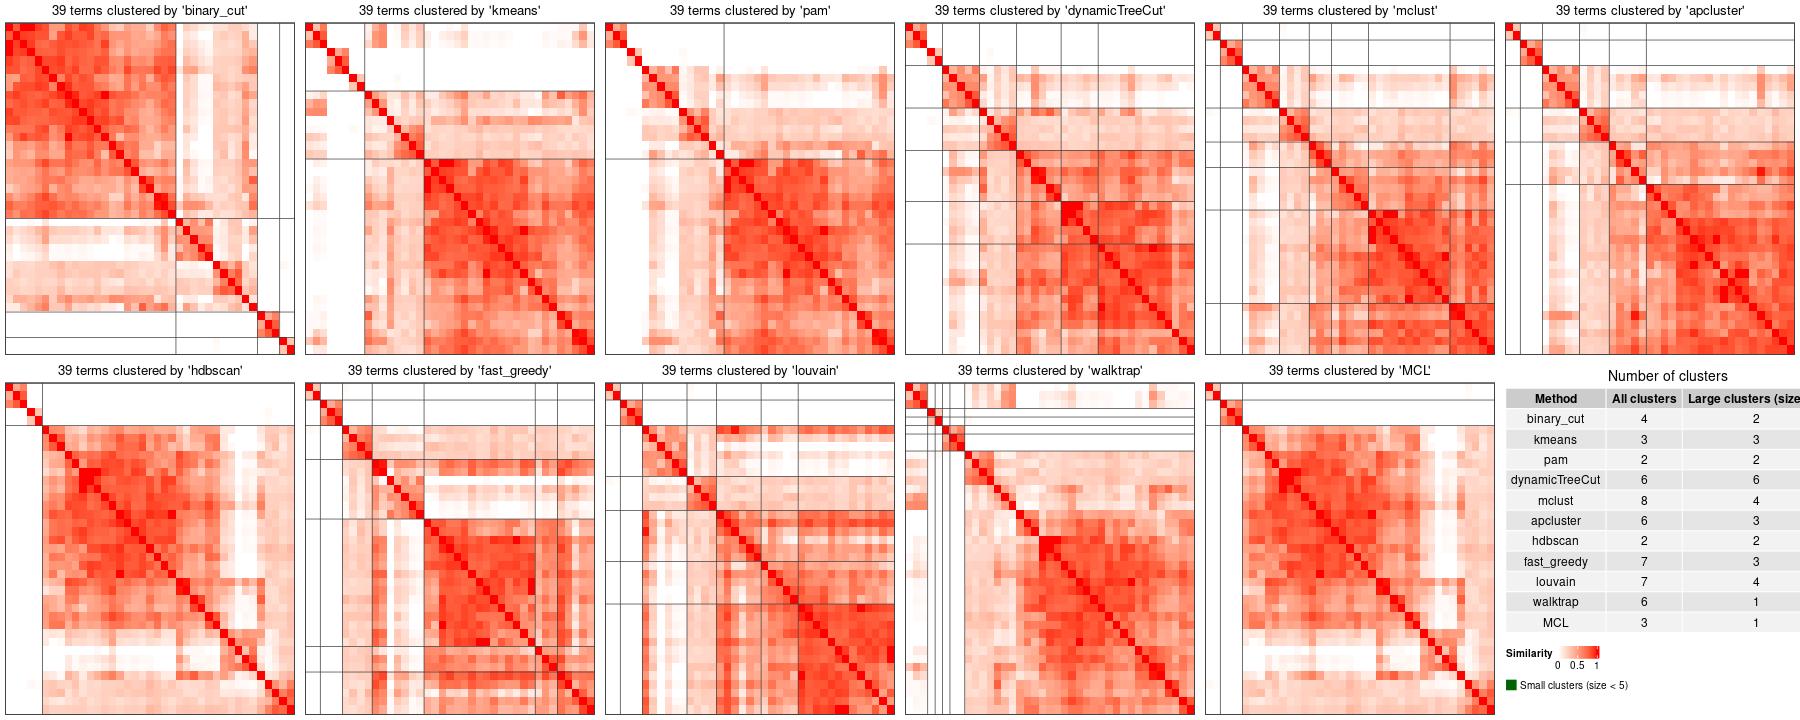 39 terms clustered by 'binary_cut'
39 terms clustered by 'kmeans'
39 terms clustered by 'pam'
39 terms clustered by 'dynamicTreeCut'
39 terms clustered by 'mclust'
39 terms clustered by 'apcluster'
39 terms clustered by 'hdbscan'
39 terms clustered by 'fast_greedy'
39 terms clustered by 'louvain'
39 terms clustered by 'walktrap'
39 terms clustered by 'MCL'
Number of clusters
Method All clusters Large clusters (size
binary_cut 4 2
kmeans 3 3
pam 2 2
dynamicTreeCut 6 6
mclust 8 4
apcluster 6 3
hdbscan 2 2
fast_greedy 7 3
louvain 7 4
walktrap 6 1
MCL 3 1
Similarity
0 0.5 1
Small clusters (size < 5)